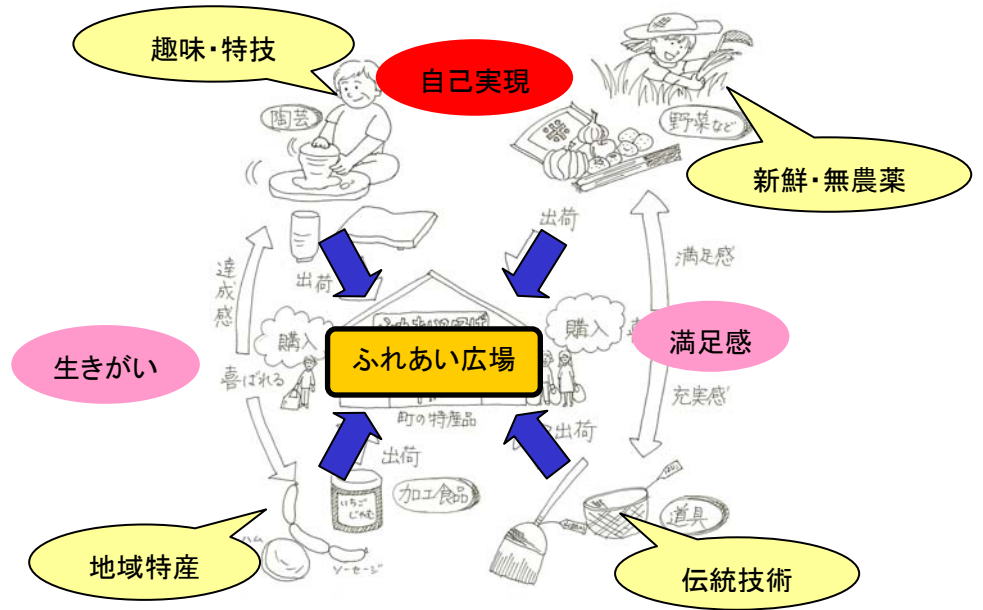 趣味・特技
自己実現
陶芸
野菜など
米
新鮮・無農薬
出荷
出荷
達成感
満足感
購入
購入
ふれあい広場
生きがい
満足感
喜ばれる
充実感
町の特産品
出荷
出荷
加工食品
いちご
じゃむ
道具
ハム
ソーセージ
地域特産
伝統技術